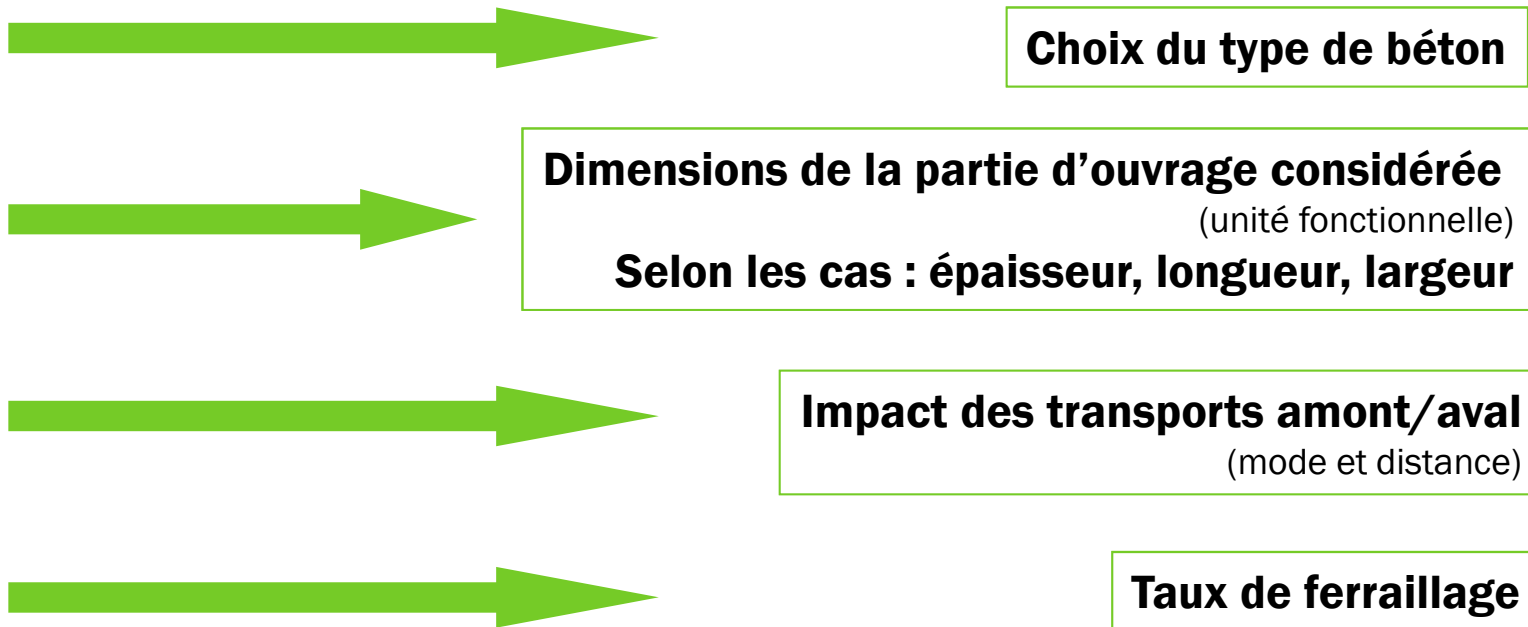 Choix du type de béton
Dimensions de la partie d’ouvrage considérée
(unité fonctionnelle)
Selon les cas : épaisseur, longueur, largeur
Impact des transports amont/aval
(mode et distance)
Taux de ferraillage